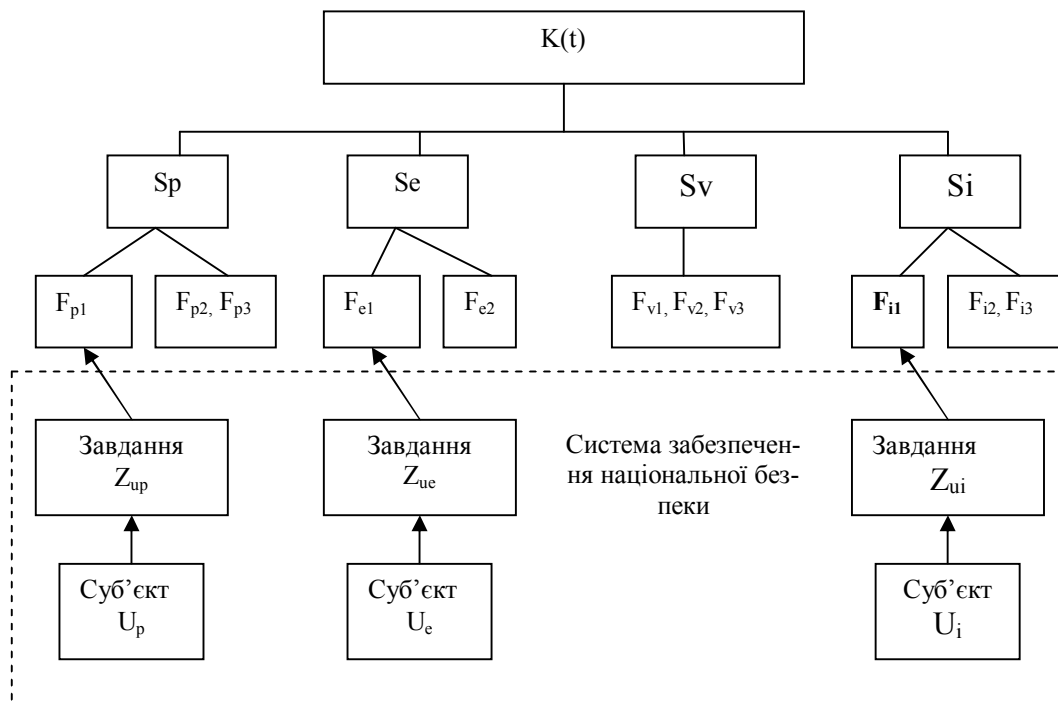 K(t)
Sp
Se
Sv
Si
Fp1
Fp2, Fp3
Fe1
Fe2
Fv1, Fv2, Fv3
Fi1
Fi2, Fi3
Завдання
Zup
Завдання
Zue
Система забезпечен-
ня національної без-
пеки
Завдання
Zui
Суб’єкт
Up
Суб’єкт
Ue
Суб’єкт
Ui